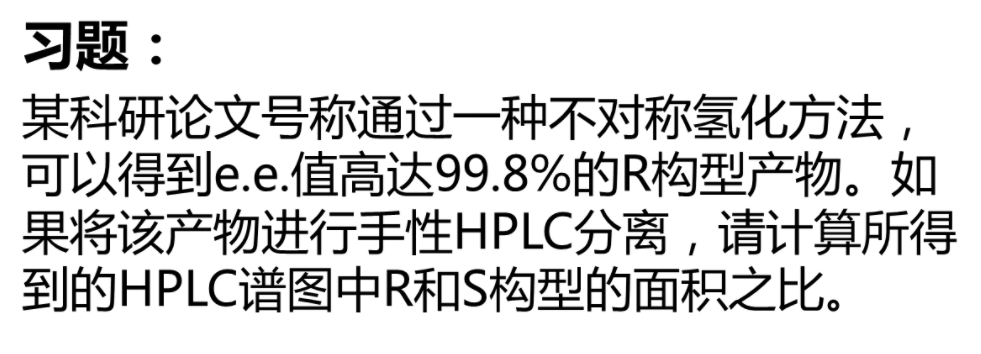 习题：
某科研论文号称通过一种不对称氢化方法，
可以得到e.e.值高达99.8%的R构型产物。如
果将该产物进行手性HPLC分离，请计算所得
到的HPLC谱图中R和S构型的面积之比。